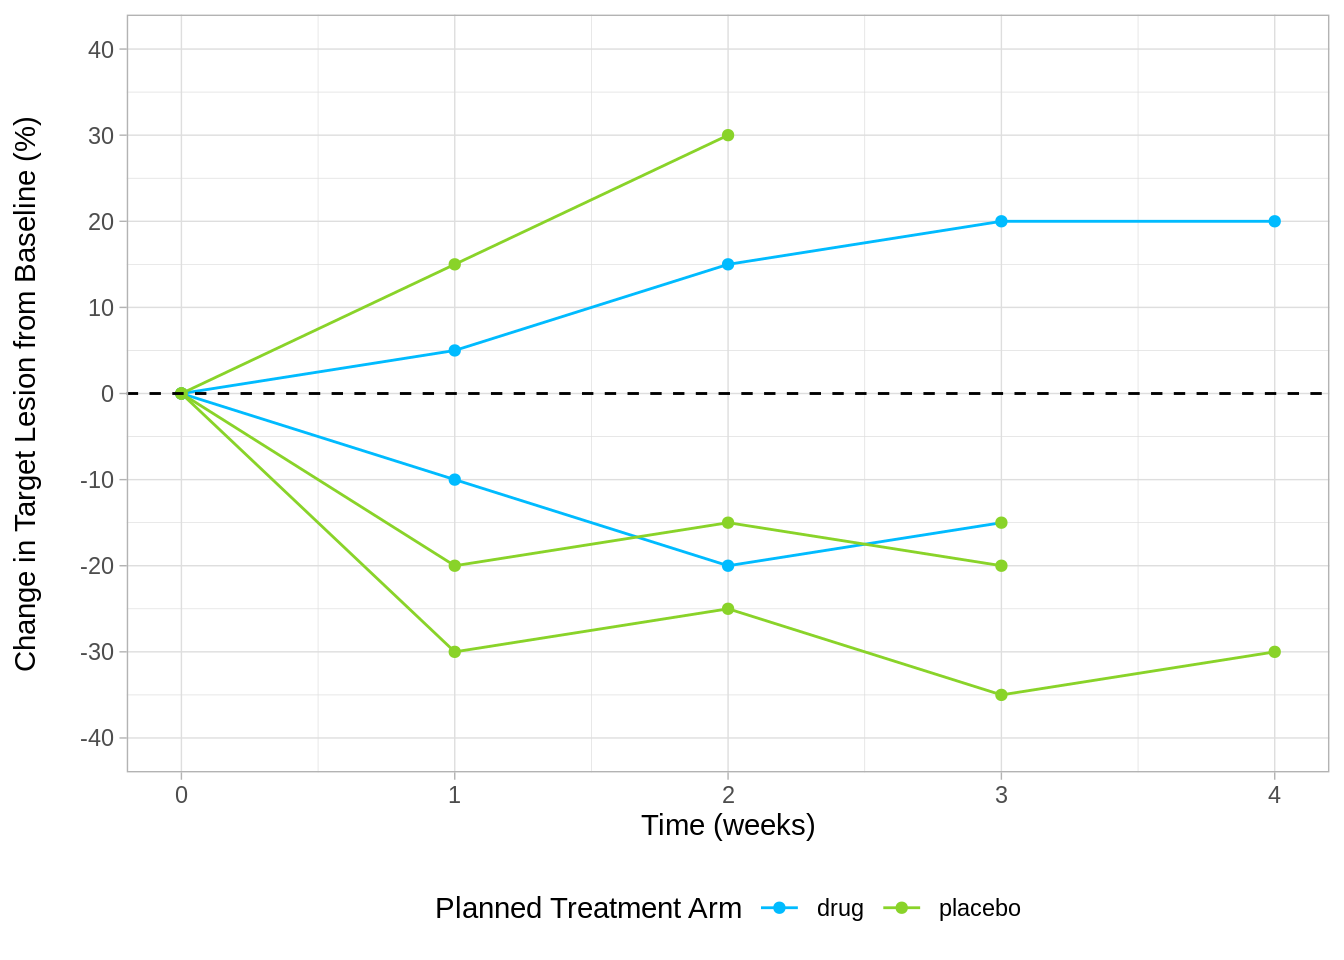 Change in Target Lesion from Baseline (%)
40
30
20
10
0
-10
-20
-30
-40
0 1 2 3 4
Time (weeks)
Planned Treatment Arm drug placebo